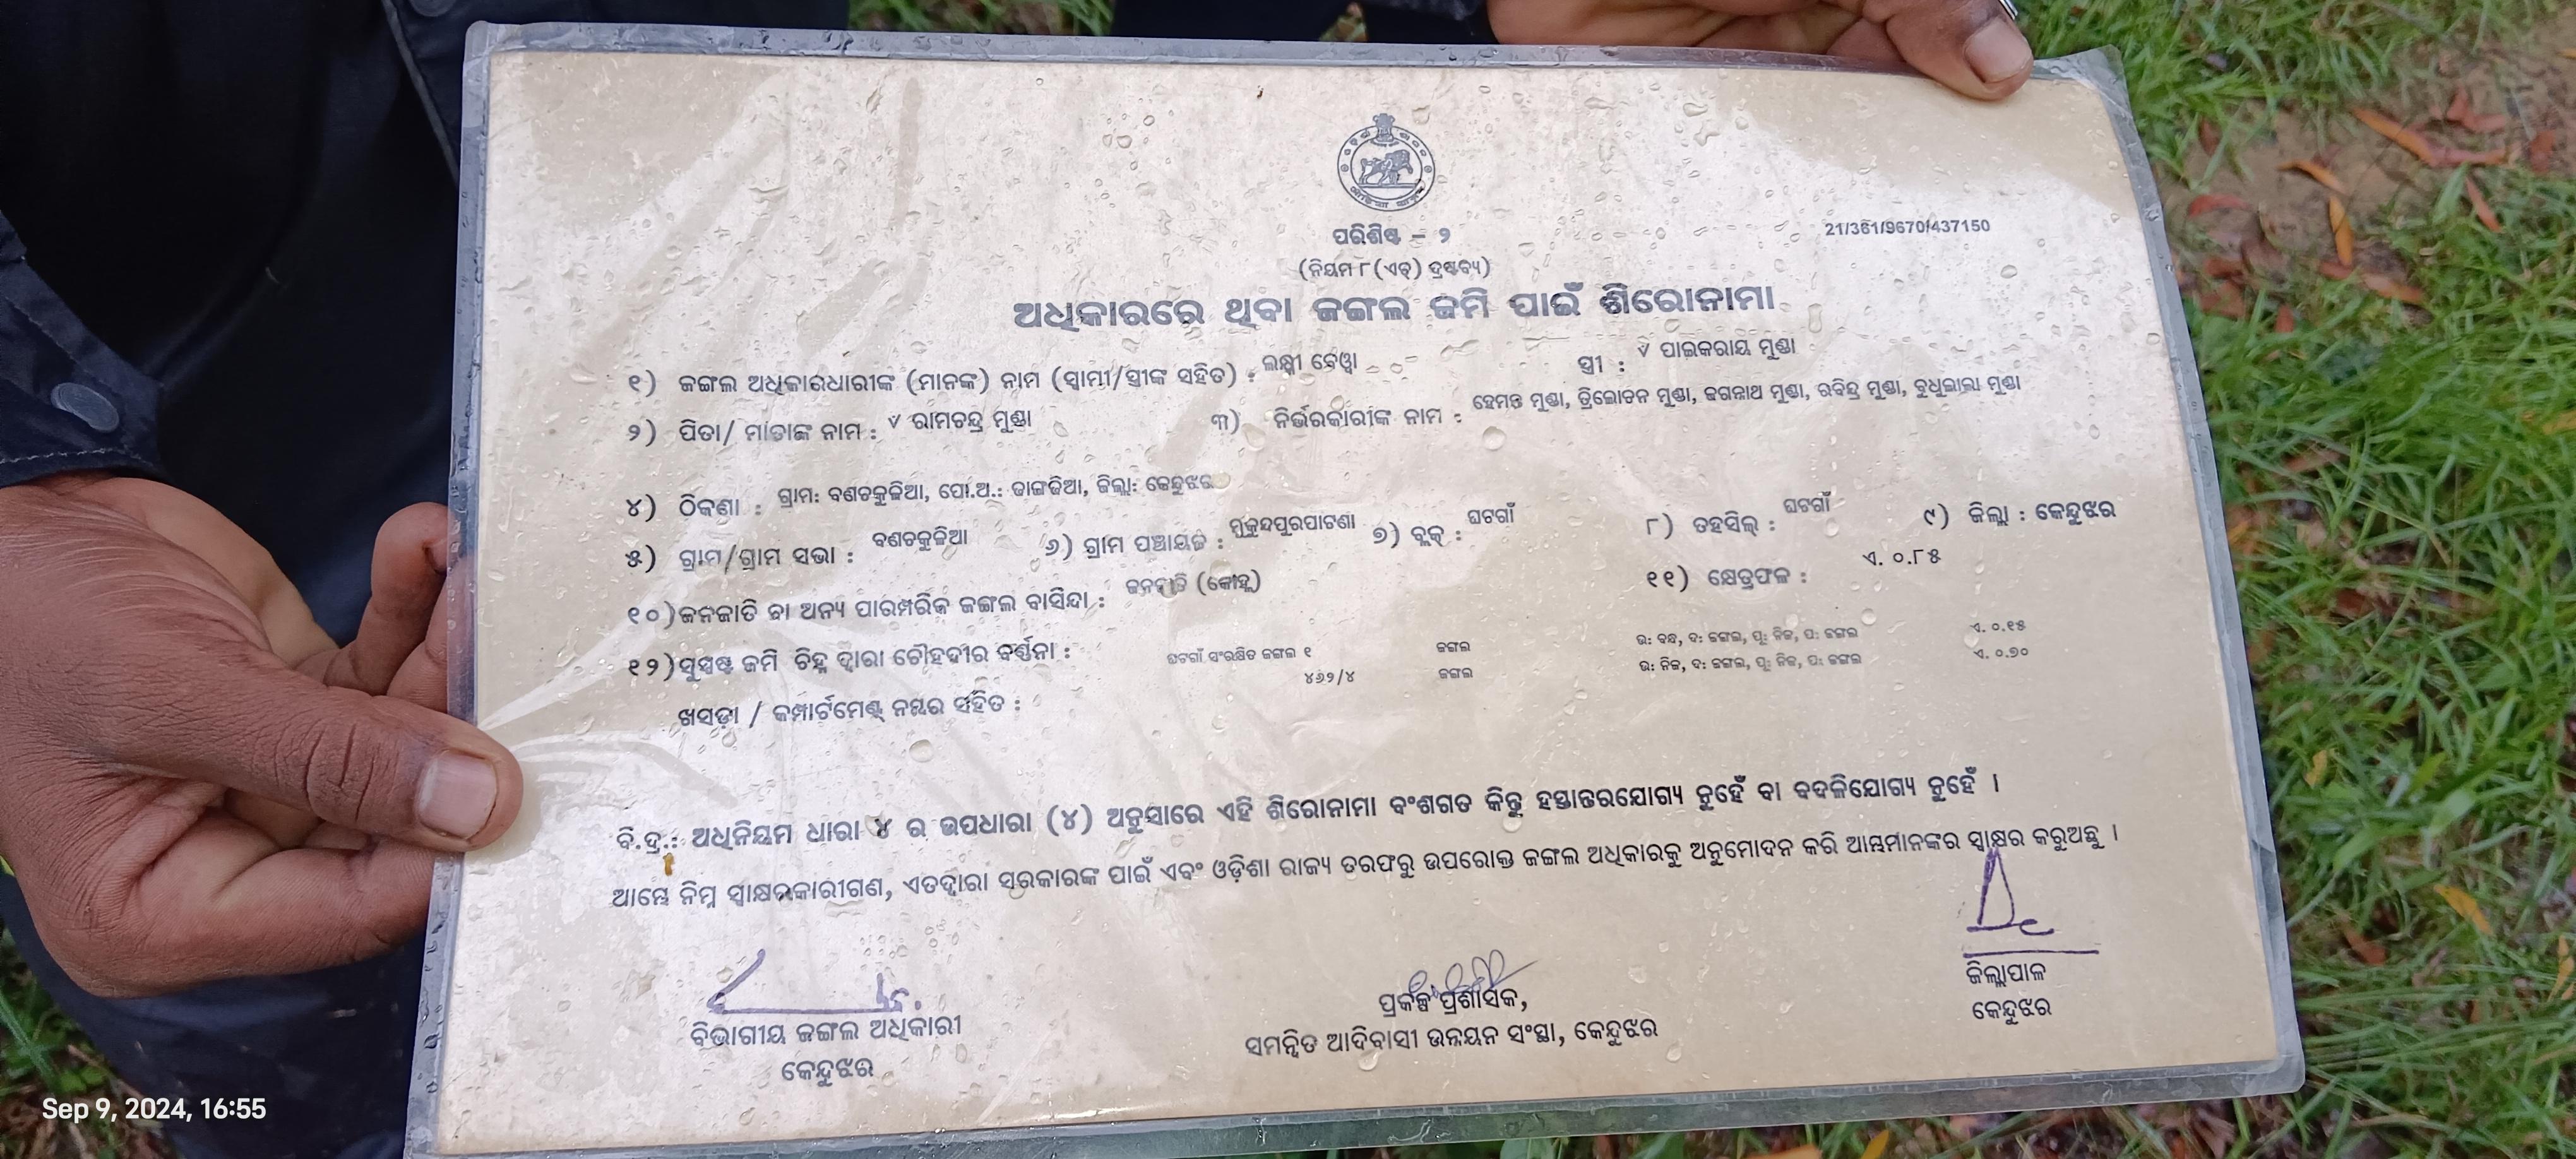 ପରିଶିଷ୍ଟ - ୨
21/361/9670/437150
(ନିୟମ ୮(ଏଚ୍) ଦ୍ରଷ୍ଟବ୍ୟ)
ଅଧିକାରରେ ଥିବା ଜଙ୍ଗଲ ଜମି ପାଇଁ ଶିରୋନାମା
୧) ଜଙ୍ଗଲ ଅଧିକାରଧାରୀଙ୍କ (ମାନଙ୍କ) ନାମ (ସ୍ୱାମୀ/ସ୍ତ୍ରୀଙ୍କ ସହିତ) : ଲକ୍ଷ୍ମୀ ବେୱା ସ୍ତ୍ରୀ : ✓ ପାଇକରାୟ ମୁଣ୍ଡା
୨) ପିତା/ ମାତାଙ୍କ ନାମ : ✓ ରାମଚନ୍ଦ୍ର ମୁଣ୍ଡା ୩) ନିର୍ଭରକାରୀଙ୍କ ନାମ : ହେମନ୍ତ ମୁଣ୍ଡା, ତ୍ରିଲୋଚନ ମୁଣ୍ଡା, ଜଗନ୍ନାଥ ମୁଣ୍ଡା, ରବିନ୍ଦ୍ର ମୁଣ୍ଡା, ବୁଧୁଲାଲ ମୁଣ୍ଡା
୪) ଠିକଣା : ଗ୍ରାମ: ବଣଚକୁଳିଆ, ପୋ.ଅ.: ଢାଙ୍ଗଢିଆ, ଜିଲ୍ଲା: କେନ୍ଦୁଝର
୫) ଗ୍ରାମ/ଗ୍ରାମ ସଭା : ବଣଚକୁଳିଆ ୬) ଗ୍ରାମ ପଞ୍ଚାୟତ : ମୁକୁନ୍ଦପୁରପାଟଣା ୭) ବ୍ଲକ୍ : ଘଟଗାଁ ୮) ତହସିଲ୍ : ଘଟଗାଁ ୯) ଜିଲ୍ଲା : କେନ୍ଦୁଝର
୧୦)ଜନଜାତି ବା ଅନ୍ୟ ପାରମ୍ପରିକ ଜଙ୍ଗଲ ବାସିନ୍ଦା : ଜନଜାତି (କୋହ୍ଲ) ୧୧) କ୍ଷେତ୍ରଫଳ : ଏ. ୦.୮୫
୧୨)ସୁସ୍ପଷ୍ଟ ଜମି ଚିହ୍ନ ଦ୍ୱାରା ଚୌହଦୀର ବର୍ଣ୍ଣନା : ଘଟଗାଁ ସଂରକ୍ଷିତ ଜଙ୍ଗଲ ୧ ଜଙ୍ଗଲ ଉ: ବନ୍ଧ, ଦ: ଜଙ୍ଗଲ, ପୂ: ନିଜ, ପ: ଜଙ୍ଗଲ ଏ. ୦.୧୫
୪୬୨/୪ ଜଙ୍ଗଲ ଉ: ନିଜ, ଦ: ଜଙ୍ଗଲ, ପୂ: ନିଜ, ପ: ଜଙ୍ଗଲ ଏ. ୦.୭୦
ଖସଡ଼ା / କମ୍ପାର୍ଟମେଣ୍ଟ୍ ନମ୍ବର ସହିତ :
ବି.ଦ୍ର.: ଅଧିନିୟମ ଧାରା ୪ ର ଉପଧାରା (୪) ଅନୁସାରେ ଏହି ଶିରୋନାମା ବଂଶଗତ କିନ୍ତୁ ହସ୍ତାନ୍ତରଯୋଗ୍ୟ ନୁହେଁ ବା ବଦଳିଯୋଗ୍ୟ ନୁହେଁ ।
ଆମ୍ଭେ ନିମ୍ନ ସ୍ୱାକ୍ଷରକାରୀଗଣ, ଏତଦ୍ଦ୍ୱାରା ସରକାରଙ୍କ ପାଇଁ ଏବଂ ଓଡ଼ିଶା ରାଜ୍ୟ ତରଫରୁ ଉପରୋକ୍ତ ଜଙ୍ଗଲ ଅଧିକାରକୁ ଅନୁମୋଦନ କରି ଆମ୍ଭମାନଙ୍କର ସ୍ୱାକ୍ଷର କରୁଅଛୁ ।
ବିଭାଗୀୟ ଜଙ୍ଗଲ ଅଧିକାରୀ
କେନ୍ଦୁଝର
ପ୍ରକଳ୍ପ ପ୍ରଶାସକ,
ସମନ୍ୱିତ ଆଦିବାସୀ ଉନ୍ନୟନ ସଂସ୍ଥା, କେନ୍ଦୁଝର
ଜିଲ୍ଲାପାଳ
କେନ୍ଦୁଝର
Sep 9, 2024, 16:55